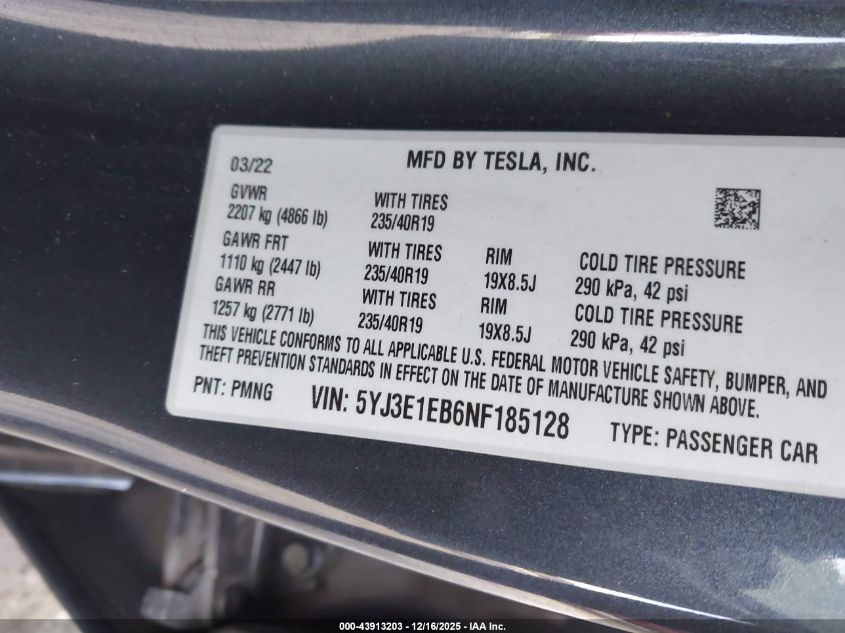 03/22 MFD BY TESLA, INC.
GVWR
2207 kg (4866 lb) WITH TIRES
235/40R19
GAWR FRT
1110 kg (2447 lb) WITH TIRES RIM COLD TIRE PRESSURE
235/40R19 19X8.5J 290 kPa, 42 psi
GAWR RR
1257 kg (2771 lb) WITH TIRES RIM COLD TIRE PRESSURE
235/40R19 19X8.5J 290 kPa, 42 psi
THIS VEHICLE CONFORMS TO ALL APPLICABLE U.S. FEDERAL MOTOR VEHICLE SAFETY, BUMPER, AND
THEFT PREVENTION STANDARDS IN EFFECT ON THE DATE OF MANUFACTURE SHOWN ABOVE.
PNT: PMNG VIN: 5YJ3E1EB6NF185128 TYPE: PASSENGER CAR
000-43913203 - 12/16/2025 - IAA Inc.